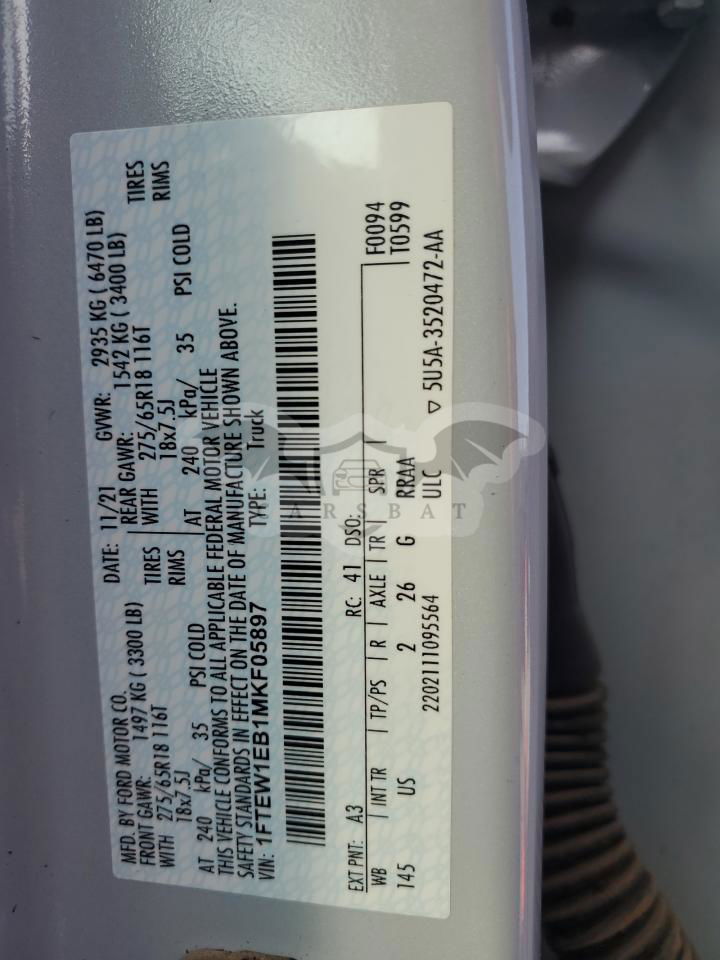 MFD. BY FORD MOTOR CO. DATE: 11/21 GVWR: 2935 KG ( 6470 LB)
FRONT GAWR: 1497 KG ( 3300 LB) REAR GAWR: 1542 KG ( 3400 LB)
WITH 275/65R18 116T TIRES WITH 275/65R18 116T TIRES
18x7.5J RIMS 18x7.5J RIMS
AT 240 kPa/ 35 PSI COLD AT 240 kPa/ 35 PSI COLD
THIS VEHICLE CONFORMS TO ALL APPLICABLE FEDERAL MOTOR VEHICLE
SAFETY STANDARDS IN EFFECT ON THE DATE OF MANUFACTURE SHOWN ABOVE.
VIN: 1FTEW1EB1MKF05897 TYPE: Truck
EXT PNT: A3 RC: 41 DSO: F0094
WB INT TR TP/PS R AXLE TR SPR T0599
145 US 2 26 G RRAA
2202111095564 ULC ▽ 5U5A-3520472-AA
CARSBAT